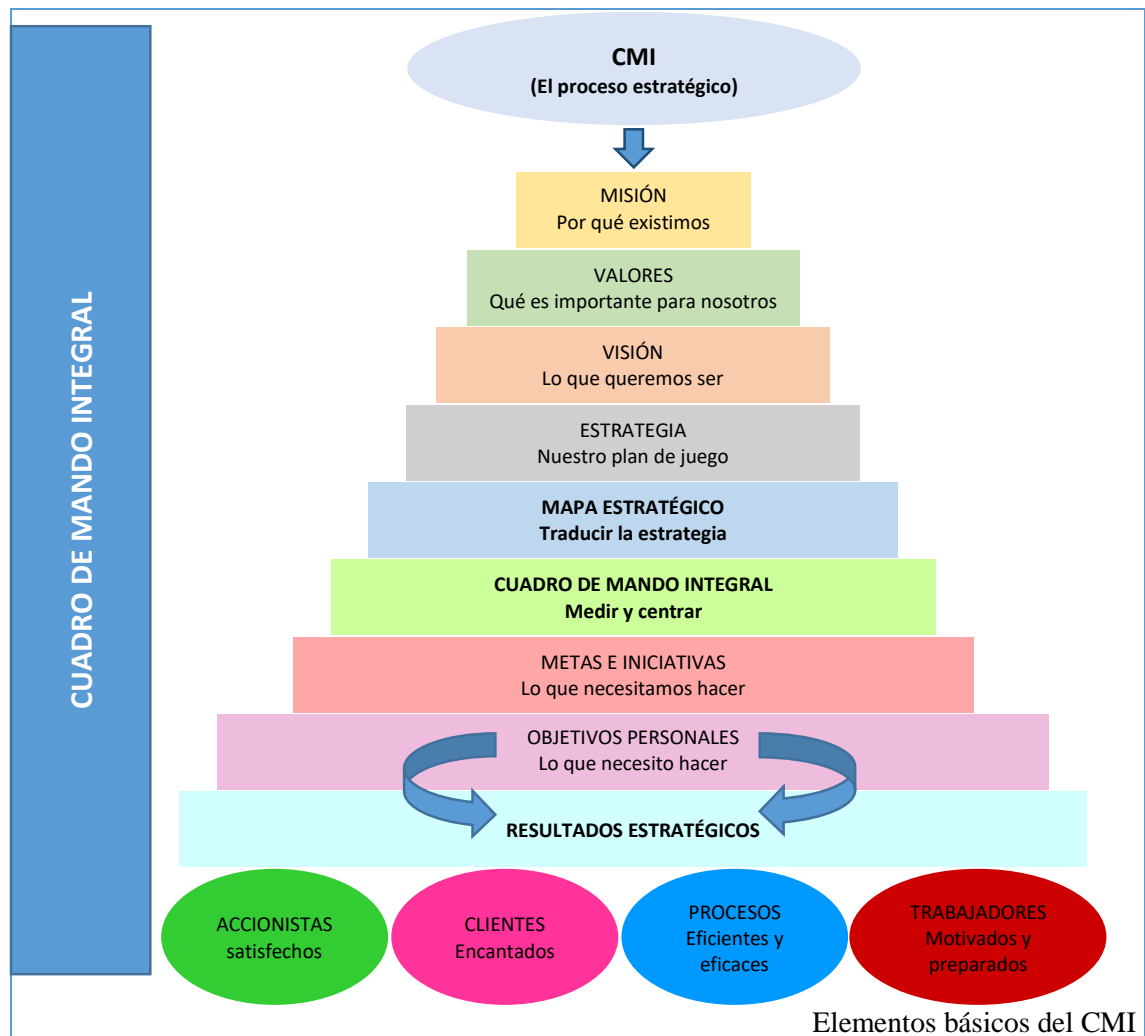 CUADRO DE MANDO INTEGRAL
CMI
(El proceso estratégico)
MISIÓN
Por qué existimos
VALORES
Qué es importante para nosotros
VISIÓN
Lo que queremos ser
ESTRATEGIA
Nuestro plan de juego
MAPA ESTRATÉGICO
Traducir la estrategia
CUADRO DE MANDO INTEGRAL
Medir y centrar
METAS E INICIATIVAS
Lo que necesitamos hacer
OBJETIVOS PERSONALES
Lo que necesito hacer
RESULTADOS ESTRATÉGICOS
ACCIONISTAS
satisfechos
CLIENTES
Encantados
PROCESOS
Eficientes y
eficaces
TRABAJADORES
Motivados y
preparados
Elementos básicos del CMI